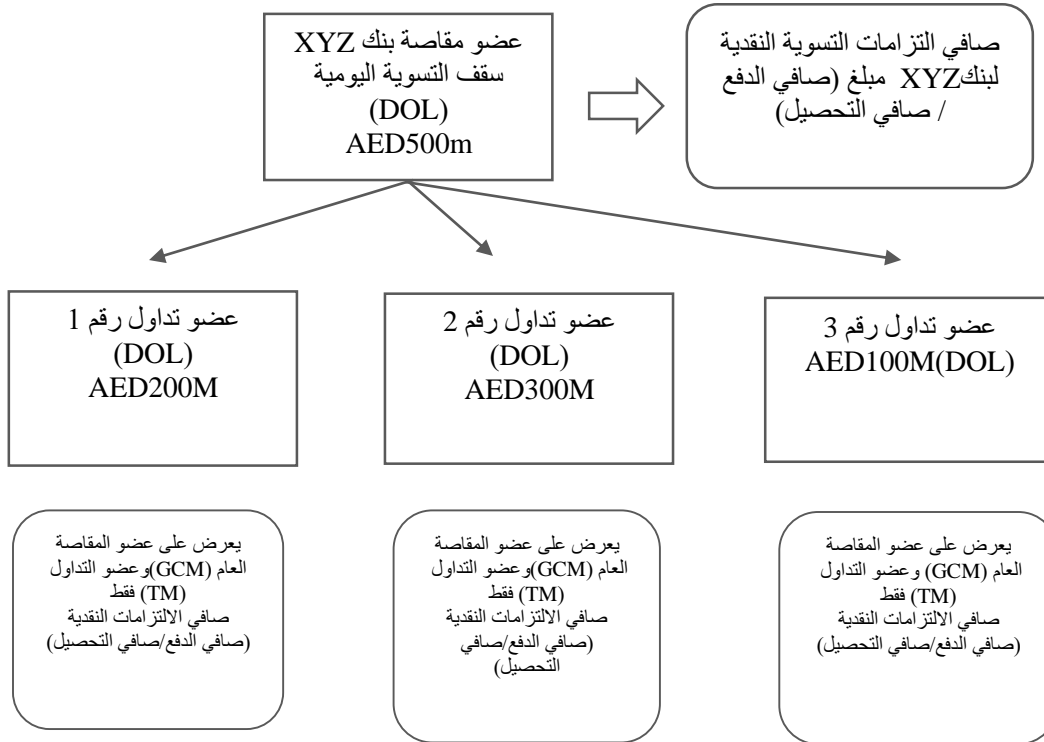 عضو مقاصة بنك XYZ
سقف التسوية اليومية
(DOL)
AED500m
صافي التزامات التسوية النقدية
لبنكXYZ مبلغ (صافي الدفع
/ صافي التحصيل)
عضو تداول رقم 1
(DOL)
AED200M
عضو تداول رقم 2
(DOL)
AED300M
عضو تداول رقم 3
AED100M(DOL)
يعرض على عضو المقاصة
العام (GCM)وعضو التداول
(TM) فقط
صافي الالتزامات النقدية
(صافي الدفع/صافي التحصيل)
يعرض على عضو المقاصة
العام (GCM)وعضو التداول
(TM) فقط
صافي الالتزامات النقدية
(صافي الدفع/صافي
التحصيل)
يعرض على عضو المقاصة
العام (GCM) وعضو التداول
(TM) فقط
صافي الالتزامات النقدية
(صافي الدفع/صافي التحصيل)